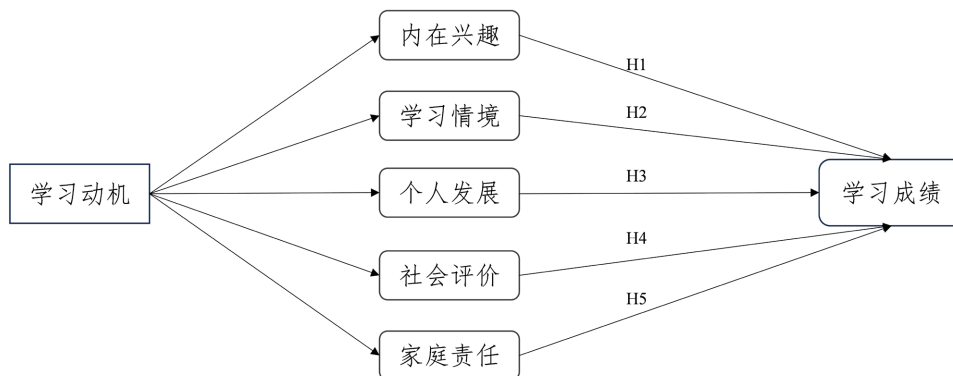 内在兴趣
H1
学习情境
H2
学习动机
个人发展
H3
学习成绩
社会评价
H4
家庭责任
H5